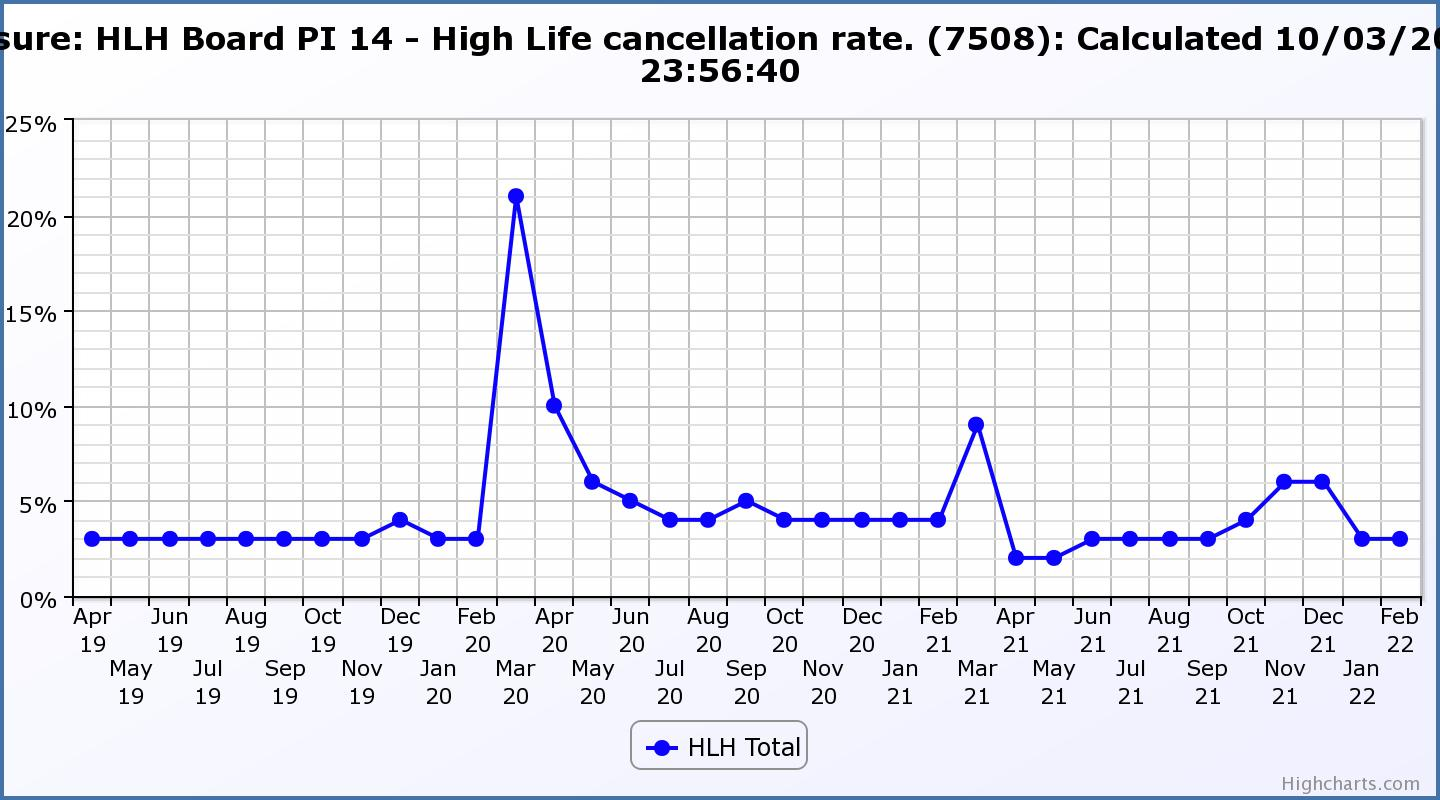 sure: HLH Board PI 14 - High Life cancellation rate. (7508): Calculated 10/03/20
23:56:40
25%
20%
15%
10%
5%
0%
Apr 19
May 19
Jun 19
Jul 19
Aug 19
Sep 19
Oct 19
Nov 19
Dec 19
Jan 20
Feb 20
Mar 20
Apr 20
May 20
Jun 20
Jul 20
Aug 20
Sep 20
Oct 20
Nov 20
Dec 20
Jan 21
Feb 21
Mar 21
Apr 21
May 21
Jun 21
Jul 21
Aug 21
Sep 21
Oct 21
Nov 21
Dec 21
Jan 22
Feb 22
HLH Total
Highcharts.com